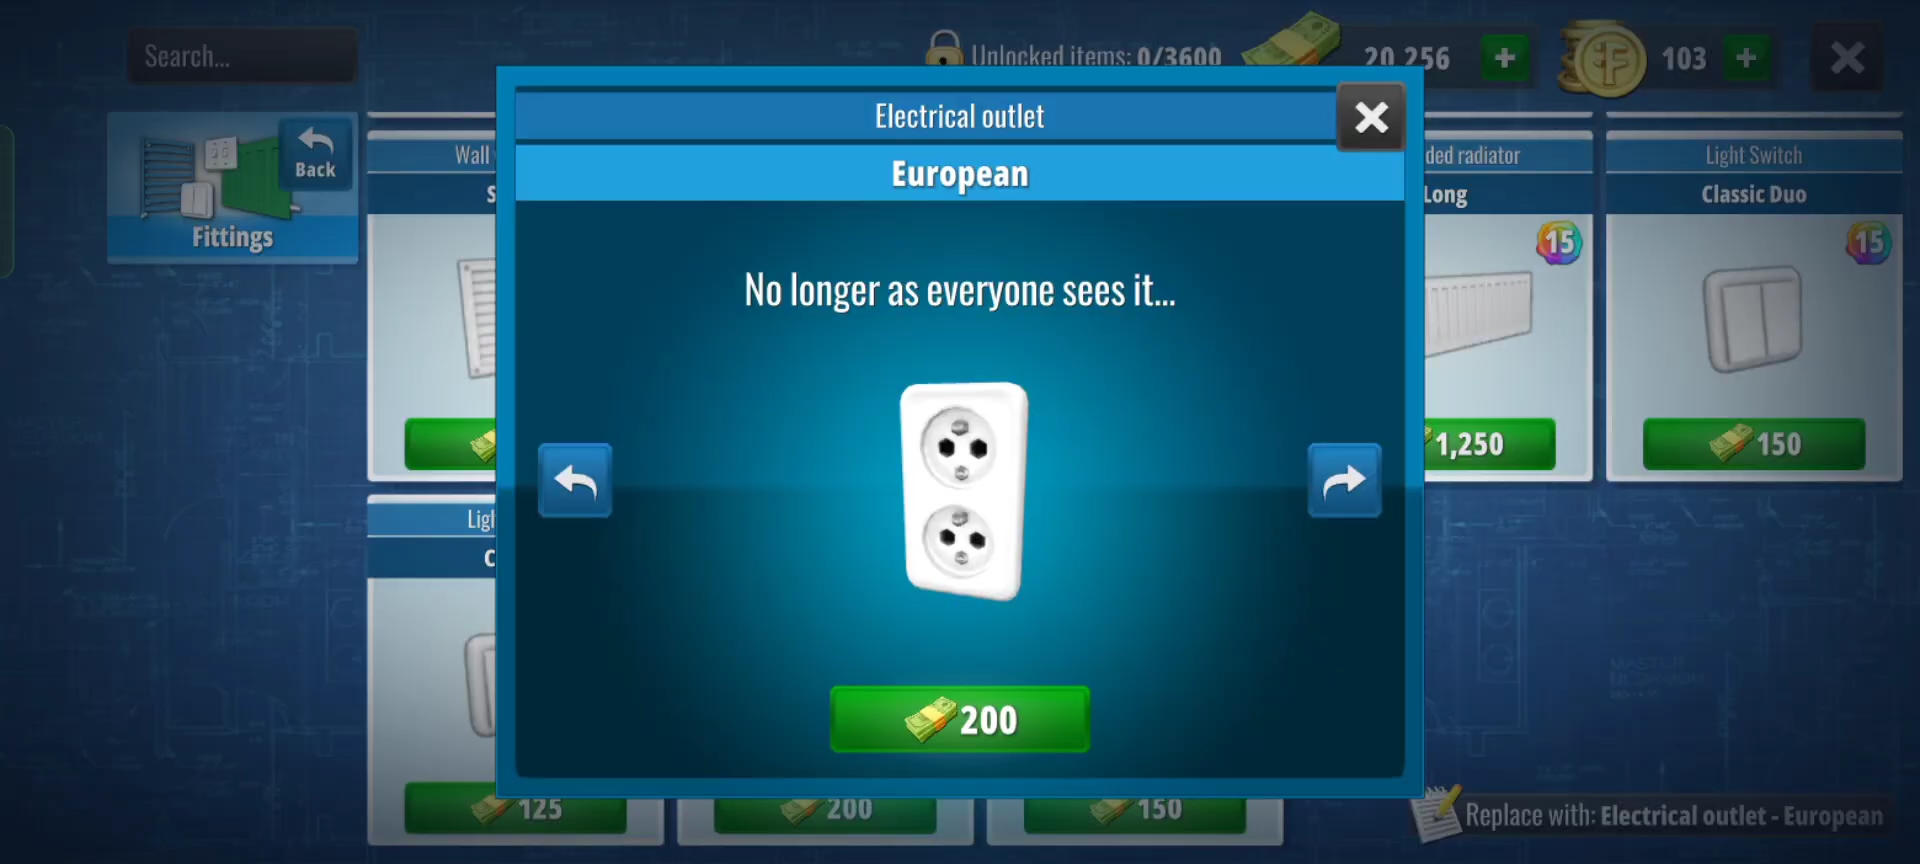 Search...
Unlocked items: 0/3600
20 256
103
Back
Fittings
Wall
Electrical outlet
European
No longer as everyone sees it...
200
ded radiator
Long
15
1,250
Light Switch
Classic Duo
15
150
125
200
150
Replace with: Electrical outlet - European